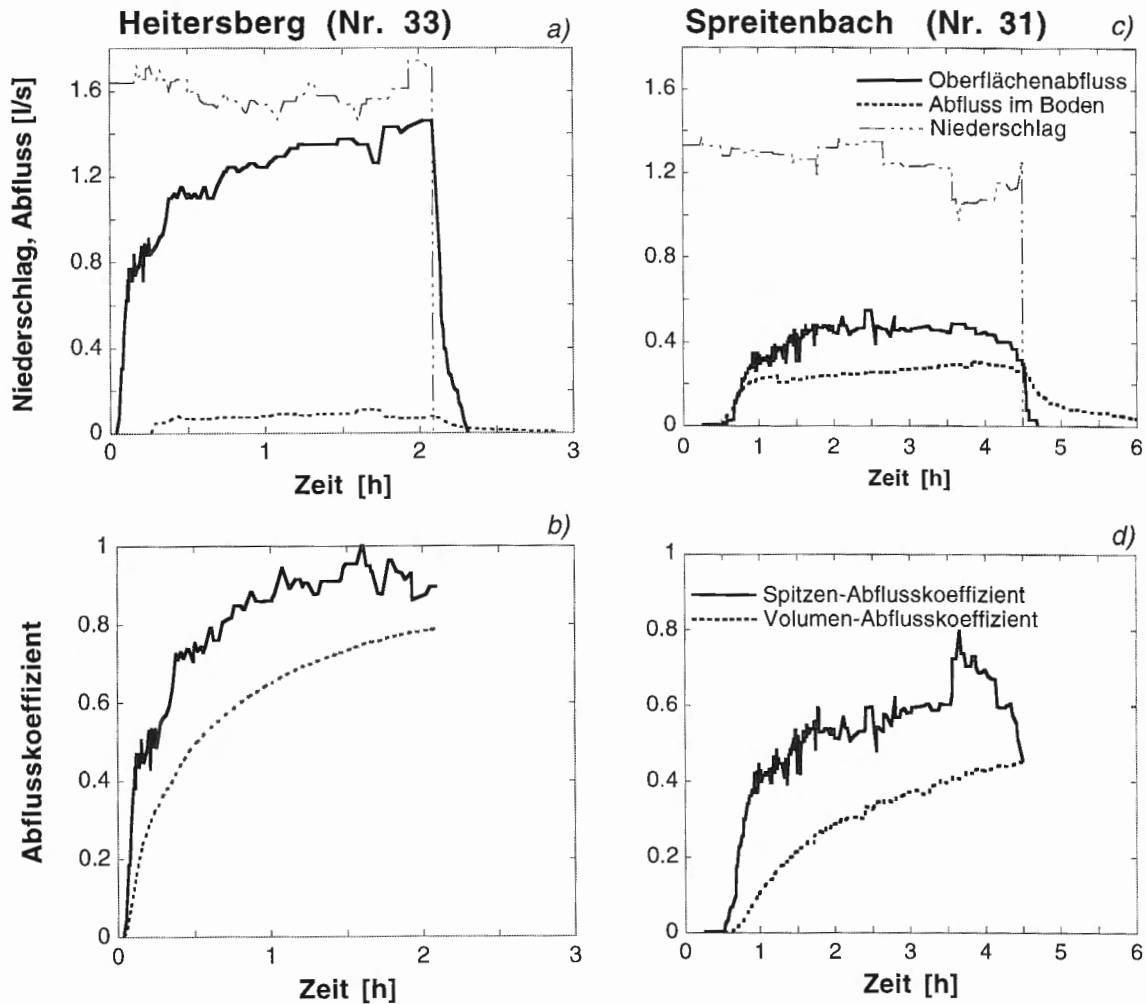 Heitersberg (Nr. 33)
a)
Niederschlag, Abfluss [l/s]
1.6
1.2
0.8
0.4
0
0
1
2
3
Zeit [h]
Spreitenbach (Nr. 31)
c)
Oberflächenabfluss
Abfluss im Boden
Niederschlag
1.6
1.2
0.8
0.4
0
0
1
2
3
4
5
6
Zeit [h]
b)
Abflusskoeffizient
1
0.8
0.6
0.4
0.2
0
0
1
2
3
Zeit [h]
d)
Spitzen-Abflusskoeffizient
Volumen-Abflusskoeffizient
1
0.8
0.6
0.4
0.2
0
0
1
2
3
4
5
6
Zeit [h]